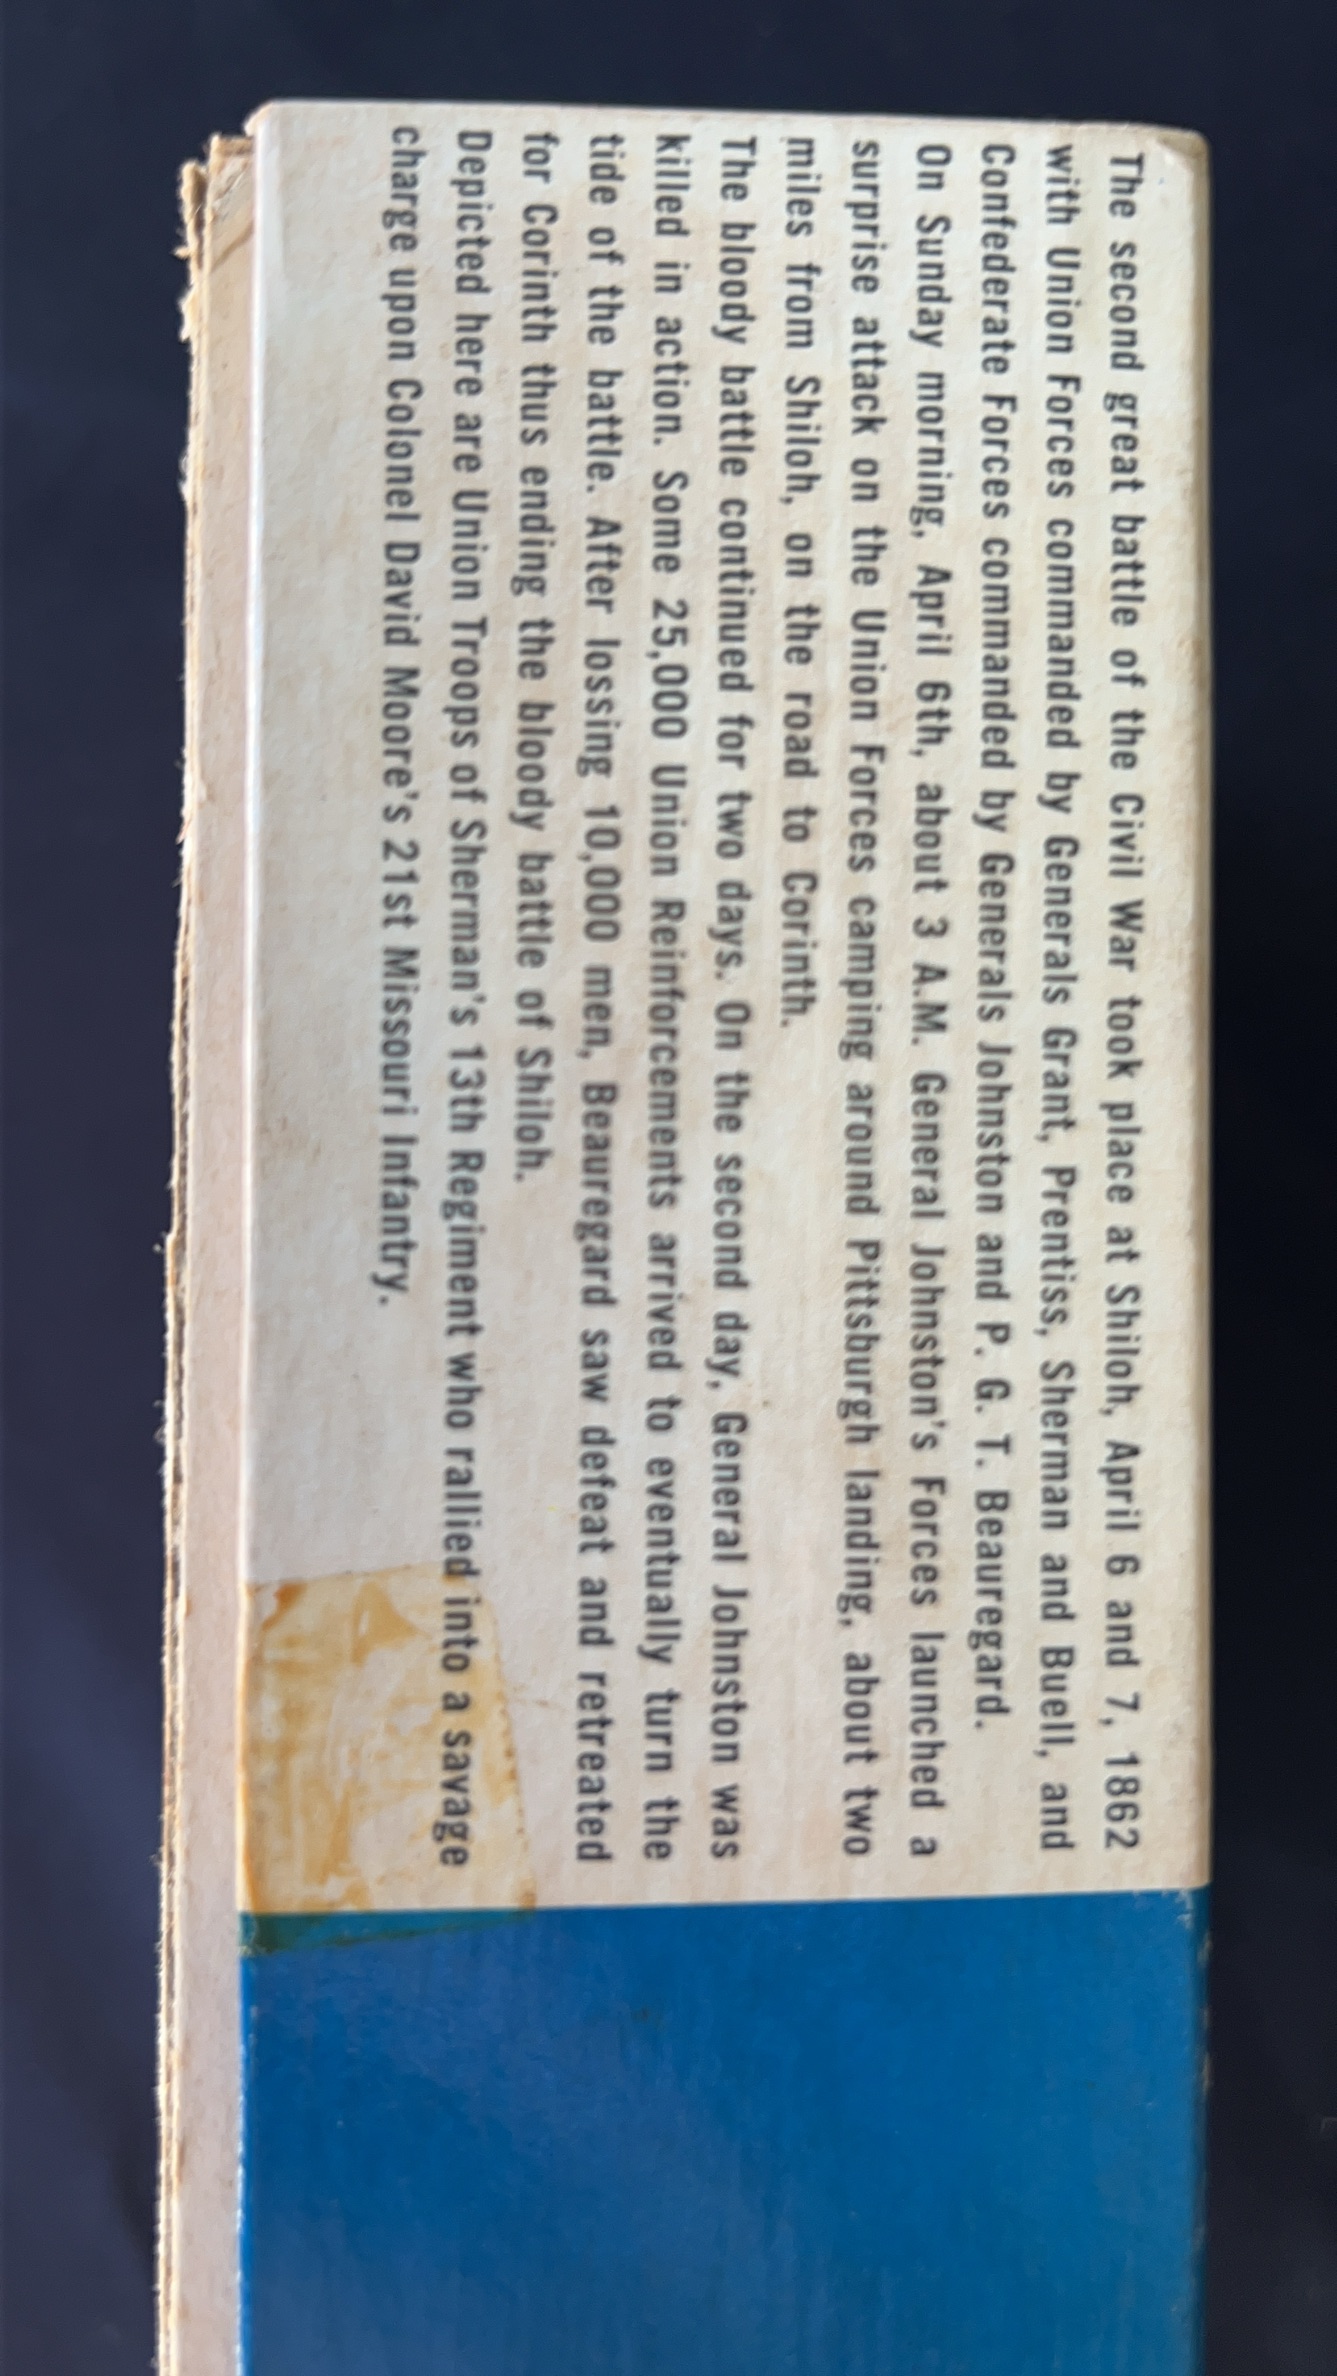 The second great battle of the Civil War took place at Shiloh, April 6 and 7, 1862
with Union Forces commanded by Generals Grant, Prentiss, Sherman and Buell, and
Confederate Forces commanded by Generals Johnston and P. G. T. Beauregard.
On Sunday morning, April 6th, about 3 A.M. General Johnston's Forces launched a
surprise attack on the Union Forces camping around Pittsburgh landing, about two
miles from Shiloh, on the road to Corinth.
The bloody battle continued for two days. On the second day, General Johnston was
killed in action. Some 25,000 Union Reinforcements arrived to eventually turn the
tide of the battle. After lossing 10,000 men, Beauregard saw defeat and retreated
for Corinth thus ending the bloody battle of Shiloh.
Depicted here are Union Troops of Sherman's 13th Regiment who rallied into a savage
charge upon Colonel David Moore's 21st Missouri Infantry.